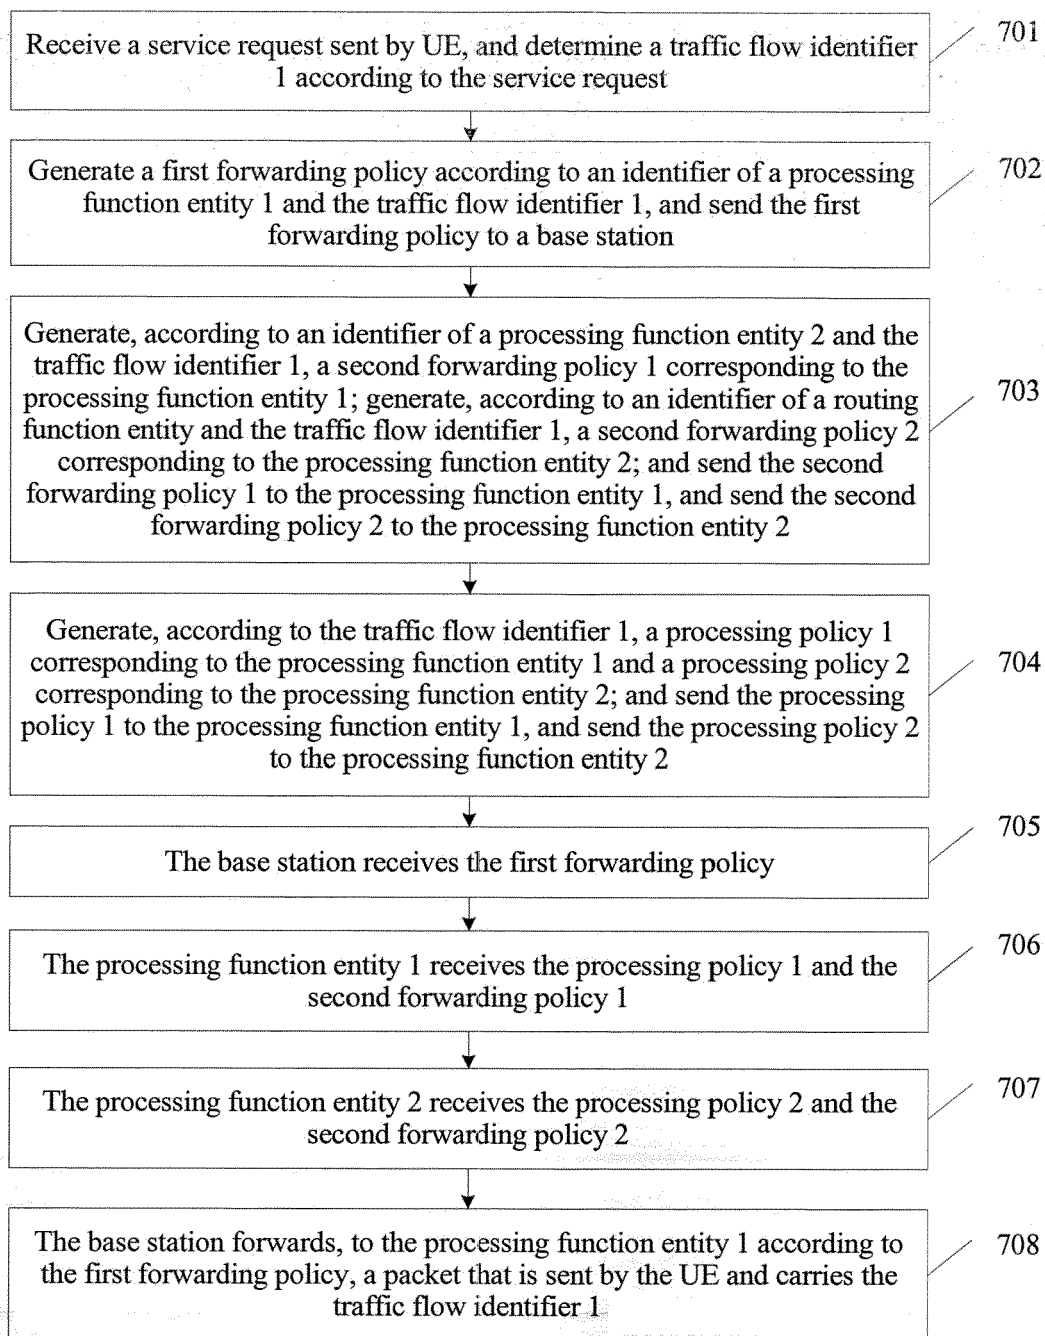 701
Receive a service request sent by UE, and determine a traffic flow identifier
1 according to the service request
702
Generate a first forwarding policy according to an identifier of a processing
function entity 1 and the traffic flow identifier 1, and send the first
forwarding policy to a base station
703
Generate, according to an identifier of a processing function entity 2 and the
traffic flow identifier 1, a second forwarding policy 1 corresponding to the
processing function entity 1; generate, according to an identifier of a routing
function entity and the traffic flow identifier 1, a second forwarding policy 2
corresponding to the processing function entity 2; and send the second
forwarding policy 1 to the processing function entity 1, and send the second
forwarding policy 2 to the processing function entity 2
704
Generate, according to the traffic flow identifier 1, a processing policy 1
corresponding to the processing function entity 1 and a processing policy 2
corresponding to the processing function entity 2; and send the processing
policy 1 to the processing function entity 1, and send the processing policy 2
to the processing function entity 2
705
The base station receives the first forwarding policy
706
The processing function entity 1 receives the processing policy 1 and the
second forwarding policy 1
707
The processing function entity 2 receives the processing policy 2 and the
second forwarding policy 2
708
The base station forwards, to the processing function entity 1 according to
the first forwarding policy, a packet that is sent by the UE and carries the
traffic flow identifier 1